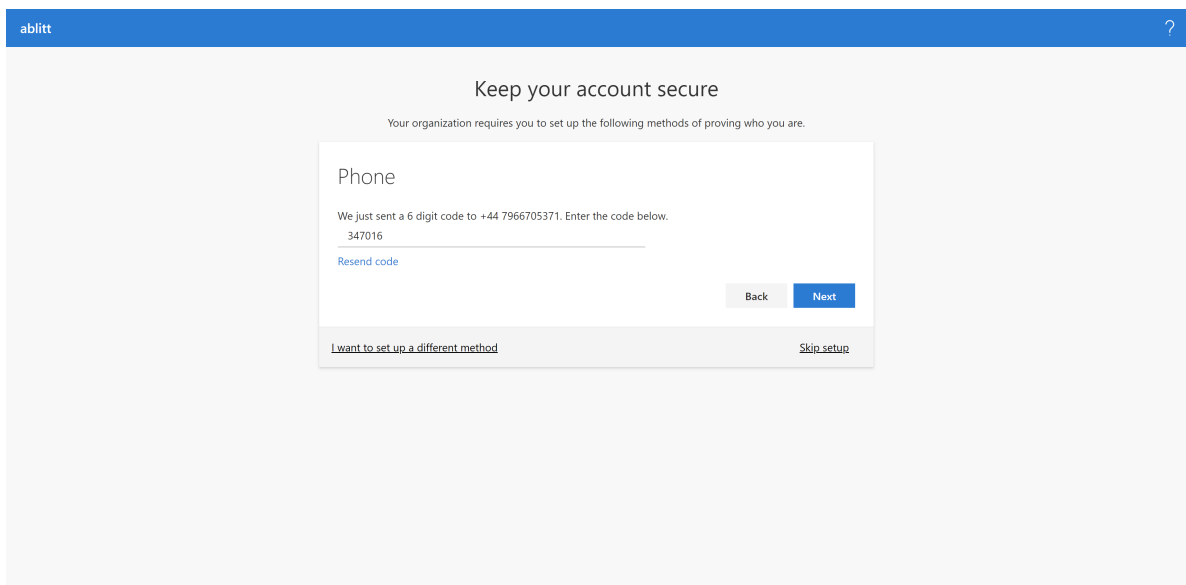 ablitt
?
Keep your account secure
Your organization requires you to set up the following methods of proving who you are.
Phone
We just sent a 6 digit code to +44 7966705371. Enter the code below.
347016
Resend code
Back Next
I want to set up a different method Skip setup